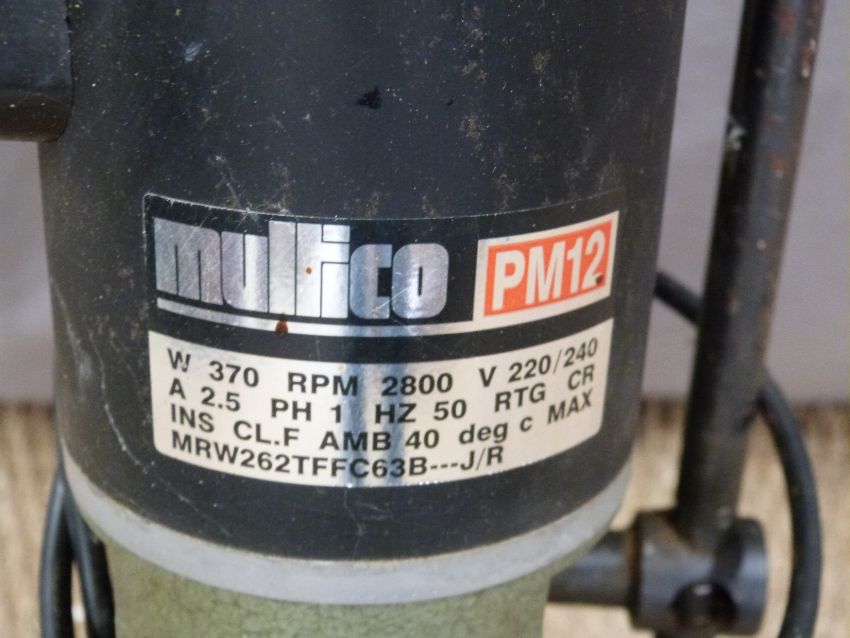 multico PM12
W 370 RPM 2800 V 220/240
A 2.5 PH 1 HZ 50 RTG CR
INS CL.F AMB 40 deg c MAX
MRW262TFFC63B---J/R